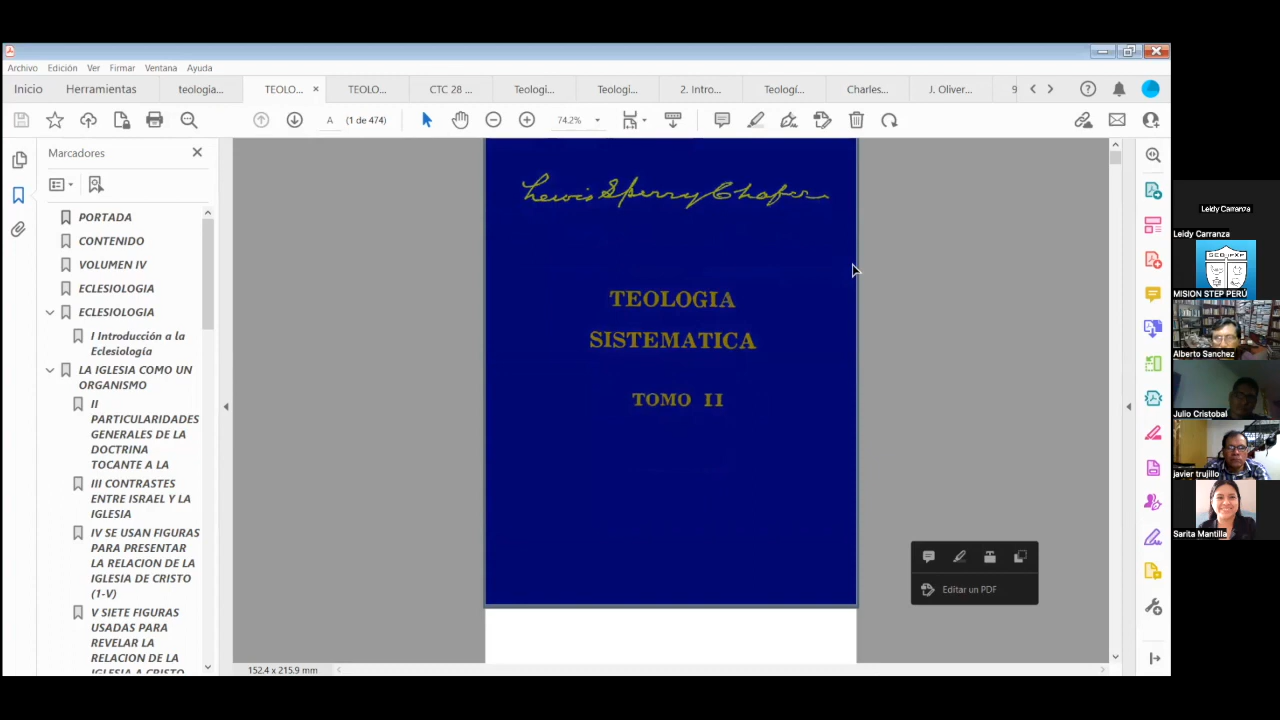 Archivo Edición Ver Firmar Ventana Ayuda
Inicio Herramientas teologia... TEOLO... × TEOLO... CTC 28 ... Teologi... Teologí... 2. Intro... Teologí... Charles... J. Oliver... 9
A (1 de 474) 74.2%
Marcadores
PORTADA
CONTENIDO
VOLUMEN IV
ECLESIOLOGIA
ECLESIOLOGIA
I Introducción a la
Eclesiología
LA IGLESIA COMO UN
ORGANISMO
II
PARTICULARIDADES
GENERALES DE LA
DOCTRINA
TOCANTE A LA
III CONTRASTES
ENTRE ISRAEL Y LA
IGLESIA
IV SE USAN FIGURAS
PARA PRESENTAR
LA RELACION DE LA
IGLESIA DE CRISTO
(1-V)
V SIETE FIGURAS
USADAS PARA
REVELAR LA
RELACION DE LA
IGLESIA A CRISTO
Lewis Sperry Chafer
TEOLOGIA
SISTEMATICA
TOMO II
Editar un PDF
152.4 x 215.9 mm
Leidy Carranza
Leidy Carranza
MISION STEP PERÚ
Alberto Sanchez
Julio Cristobal
javier trujillo
Sarita Mantilla